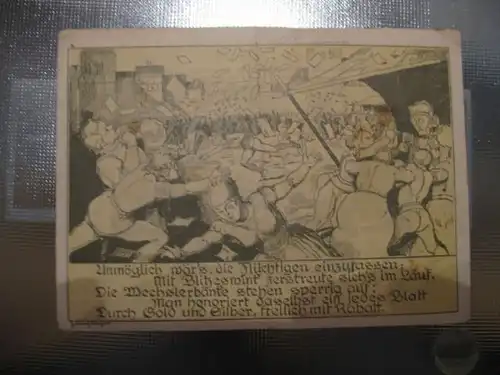 Unmöglich wär's, die Flüchtigen einzufassen;
Mit Blitzeswink zerstreute sich's im Lauf.
Die Wechslerbänke stehen sperrig auf:
Man honoriert daselbst ein jedes Blatt
Durch Gold und Silber, freilich mit Rabatt.